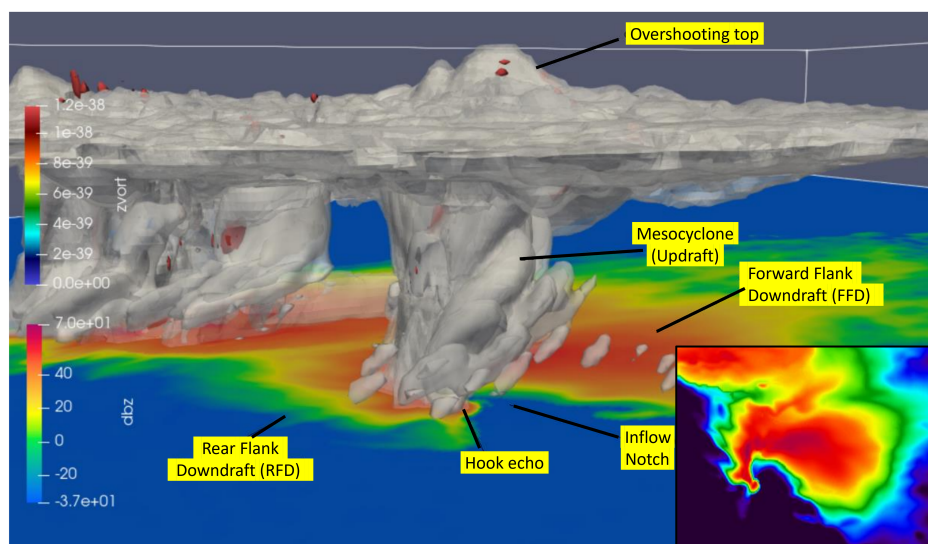 Overshooting top
1.2e-38
1e-38
8e-39
6e-39
4e-39
2e-39
0.0e+00
zvort
Mesocyclone
(Updraft)
Forward Flank
Downdraft (FFD)
7.0e+01
40
20
0
-20
-3.7e+01
dbz
Rear Flank
Downdraft (RFD)
Hook echo
Inflow
Notch